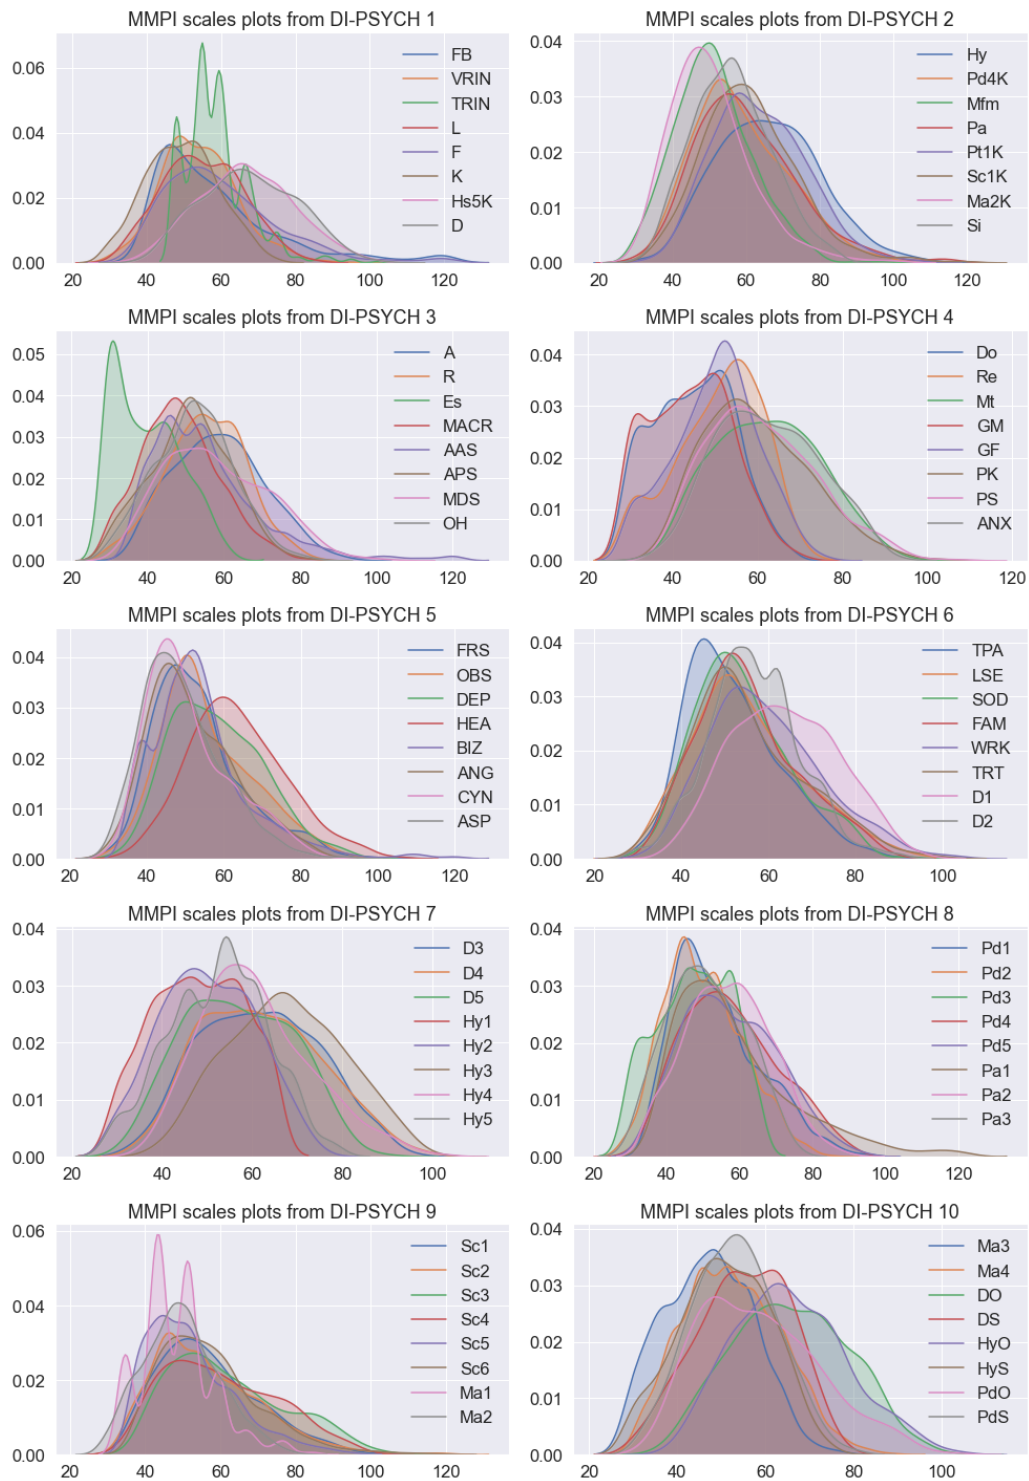 MMPI scales plots from DI-PSYCH 1
0.06
0.04
0.02
0.00
20 40 60 80 100 120
FB
VRIN
TRIN
L
F
K
Hs5K
D
MMPI scales plots from DI-PSYCH 2
0.04
0.03
0.02
0.01
0.00
20 40 60 80 100 120
Hy
Pd4K
Mfm
Pa
Pt1K
Sc1K
Ma2K
Si
MMPI scales plots from DI-PSYCH 3
0.05
0.04
0.03
0.02
0.01
0.00
20 40 60 80 100 120
A
R
Es
MACR
AAS
APS
MDS
OH
MMPI scales plots from DI-PSYCH 4
0.04
0.03
0.02
0.01
0.00
20 40 60 80 100 120
Do
Re
Mt
GM
GF
PK
PS
ANX
MMPI scales plots from DI-PSYCH 5
0.04
0.03
0.02
0.01
0.00
20 40 60 80 100 120
FRS
OBS
DEP
HEA
BIZ
ANG
CYN
ASP
MMPI scales plots from DI-PSYCH 6
0.04
0.03
0.02
0.01
0.00
20 40 60 80 100
TPA
LSE
SOD
FAM
WRK
TRT
D1
D2
MMPI scales plots from DI-PSYCH 7
0.04
0.03
0.02
0.01
0.00
20 40 60 80 100
D3
D4
D5
Hy1
Hy2
Hy3
Hy4
Hy5
MMPI scales plots from DI-PSYCH 8
0.04
0.03
0.02
0.01
0.00
20 40 60 80 100 120
Pd1
Pd2
Pd3
Pd4
Pd5
Pa1
Pa2
Pa3
MMPI scales plots from DI-PSYCH 9
0.06
0.04
0.02
0.00
20 40 60 80 100 120
Sc1
Sc2
Sc3
Sc4
Sc5
Sc6
Ma1
Ma2
MMPI scales plots from DI-PSYCH 10
0.04
0.03
0.02
0.01
0.00
20 40 60 80 100
Ma3
Ma4
DO
DS
HyO
HyS
PdO
PdS